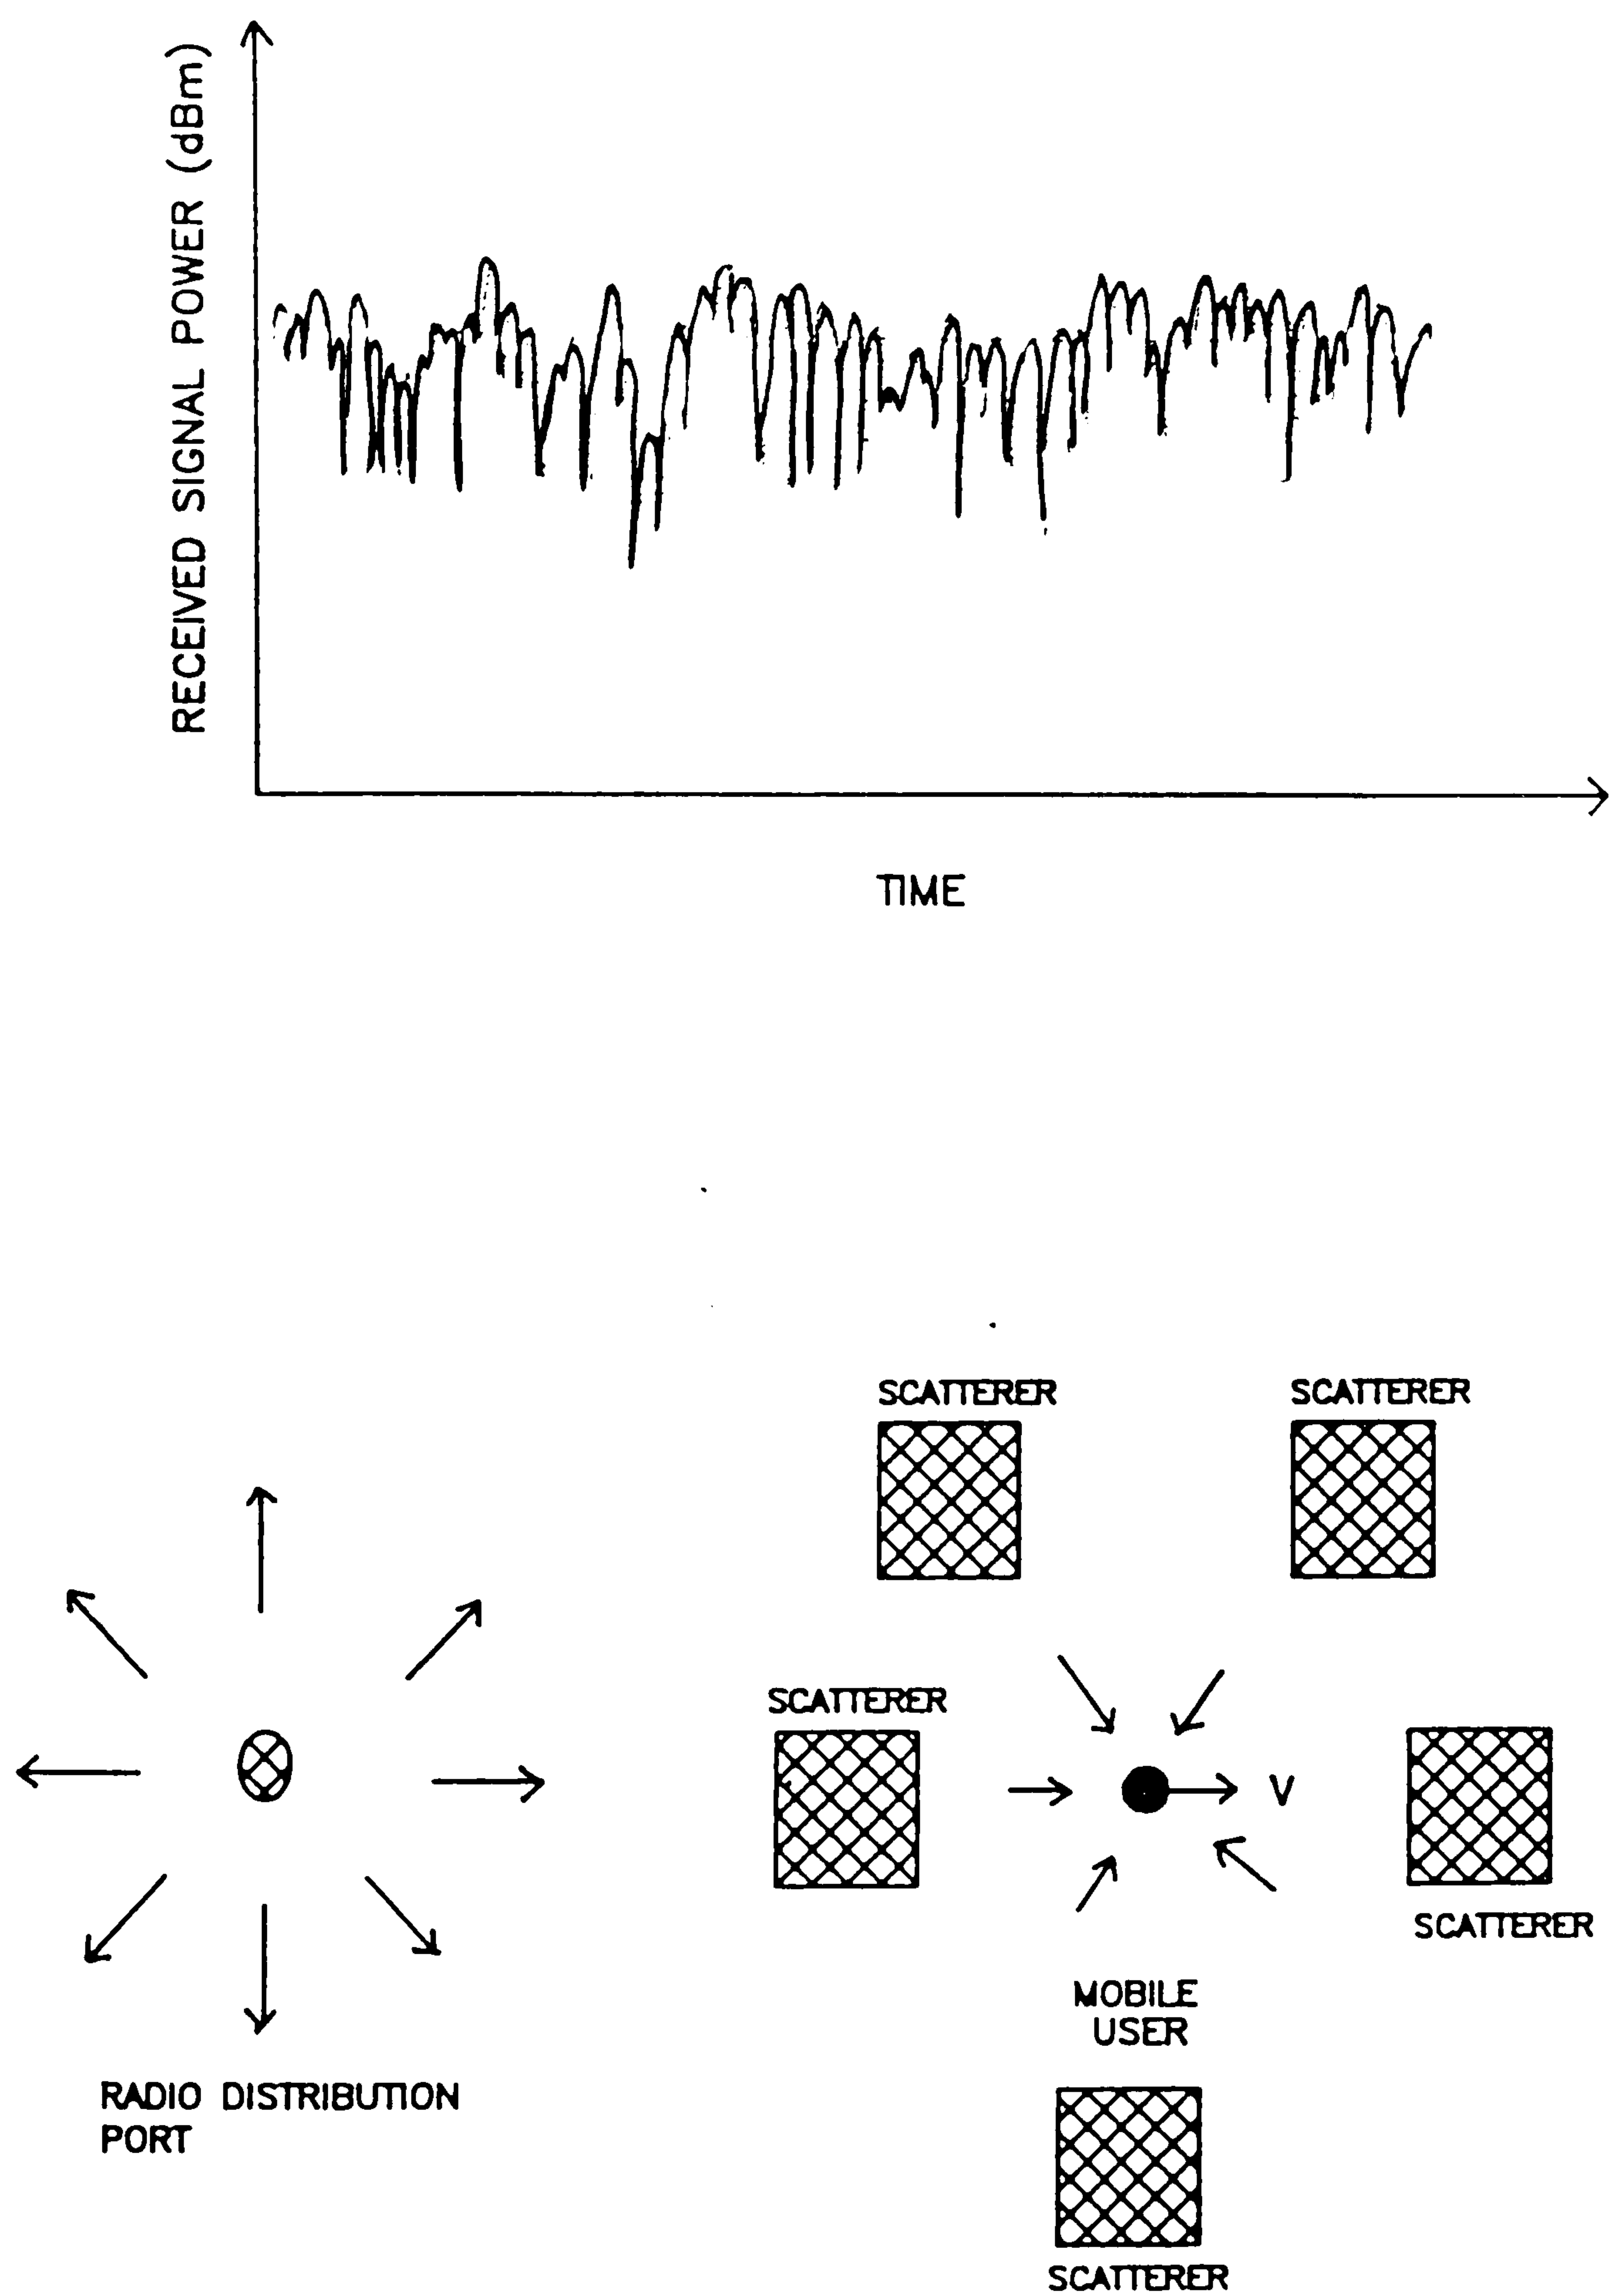 RECEIVED SIGNAL POWER (dBm)
TIME
SCATTERER
SCATTERER
SCATTERER
V
SCATTERER
MOBILE
USER
RADIO DISTRIBUTION
PORT
SCATTERER